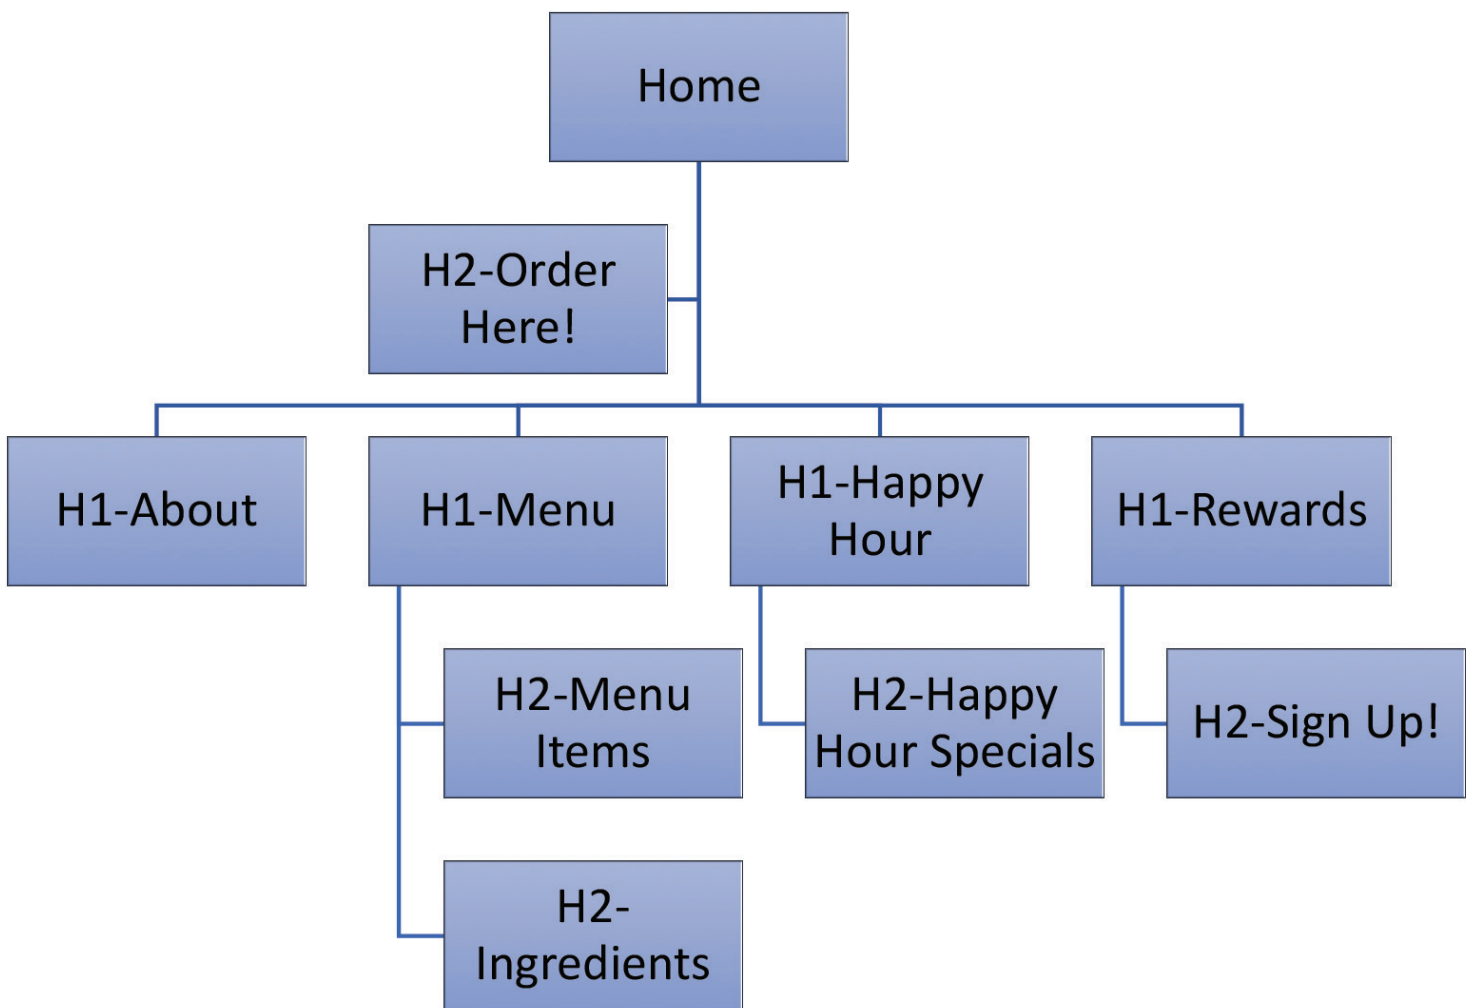 Home
H2-Order
Here!
H1-About
H1-Menu
H1-Happy
Hour
H1-Rewards
H2-Menu
Items
H2-Happy
Hour Specials
H2-Sign Up!
H2-
Ingredients